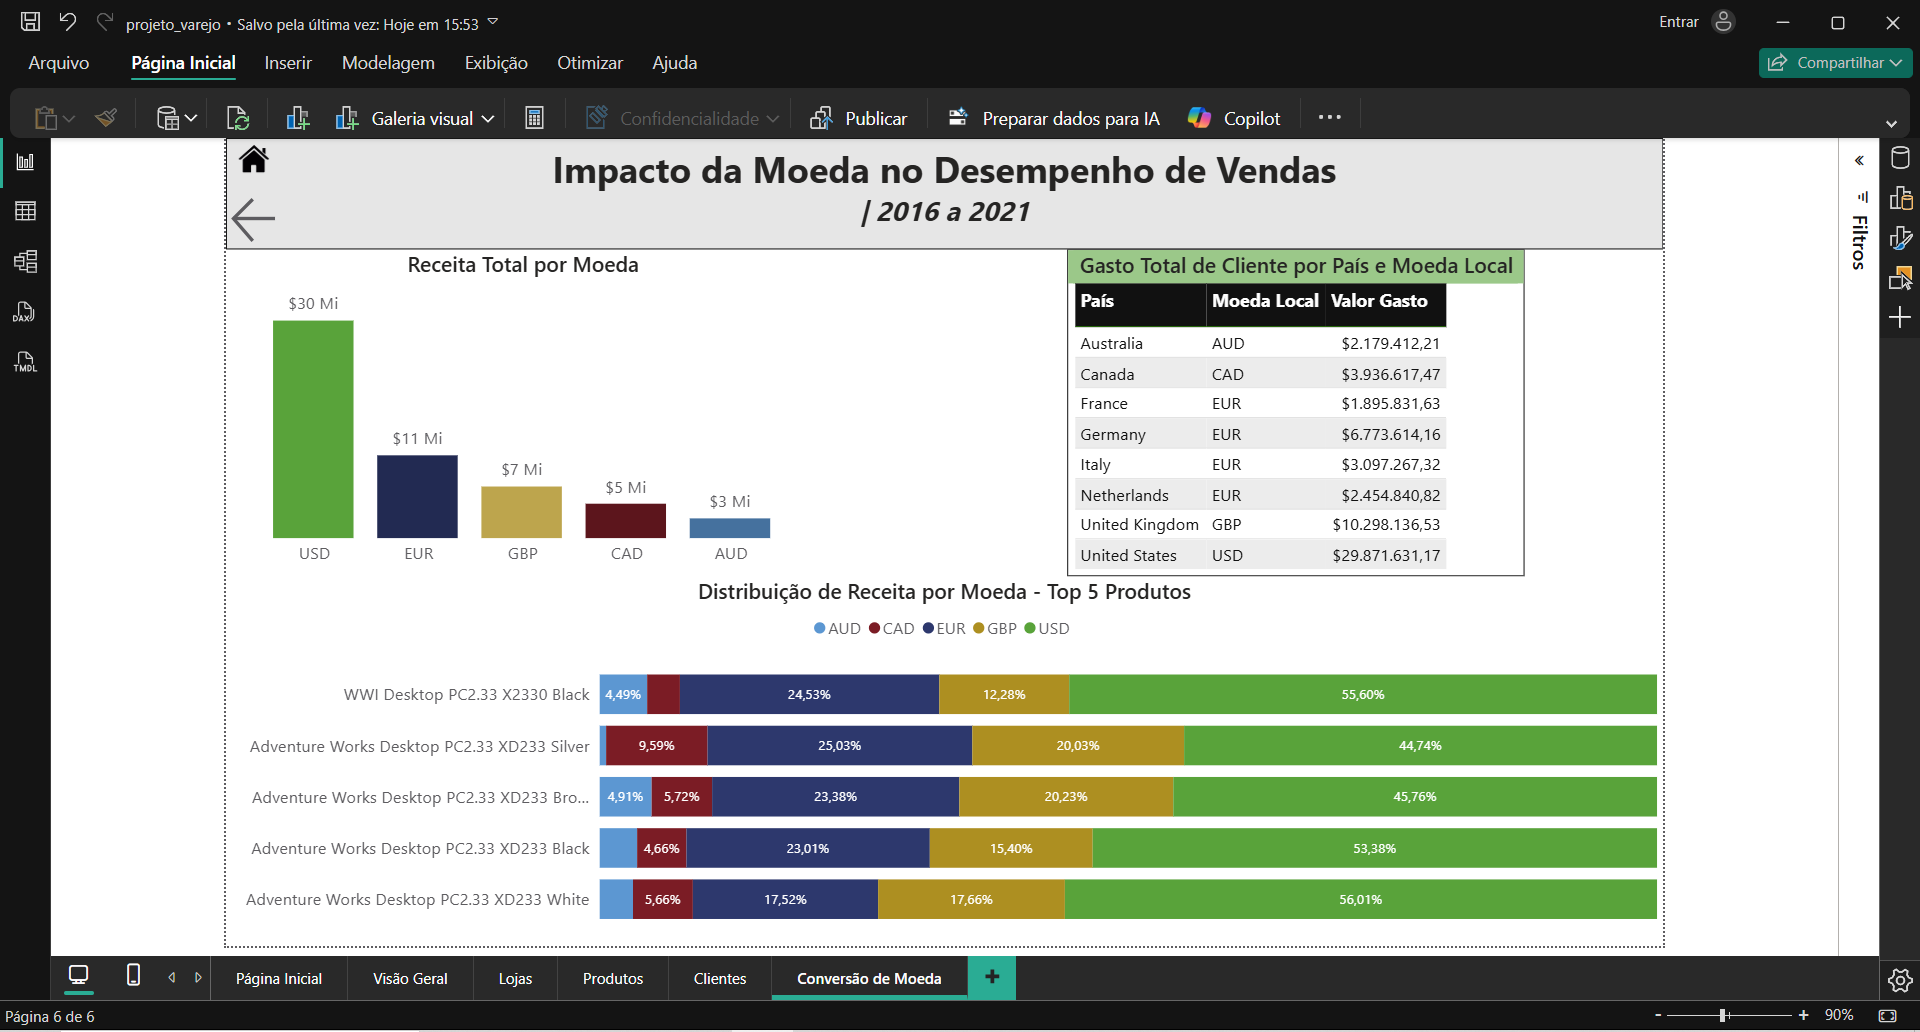 projeto_varejo • Salvo pela última vez: Hoje em 15:53
Entrar
Arquivo Página Inicial Inserir Modelagem Exibição Otimizar Ajuda
Compartilhar
Galeria visual
Confidencialidade
Publicar
Preparar dados para IA
Copilot
Impacto da Moeda no Desempenho de Vendas
| 2016 a 2021
Filtros
DAX
TMDL
Receita Total por Moeda
$30 Mi
$11 Mi
$7 Mi
$5 Mi
$3 Mi
USD EUR GBP CAD AUD
Gasto Total de Cliente por País e Moeda Local
País Moeda Local Valor Gasto
Australia AUD $2.179.412,21
Canada CAD $3.936.617,47
France EUR $1.895.831,63
Germany EUR $6.773.614,16
Italy EUR $3.097.267,32
Netherlands EUR $2.454.840,82
United Kingdom GBP $10.298.136,53
United States USD $29.871.631,17
Distribuição de Receita por Moeda - Top 5 Produtos
AUD CAD EUR GBP USD
WWI Desktop PC2.33 X2330 Black 4,49% 24,53% 12,28% 55,60%
Adventure Works Desktop PC2.33 XD233 Silver 9,59% 25,03% 20,03% 44,74%
Adventure Works Desktop PC2.33 XD233 Bro... 4,91% 5,72% 23,38% 20,23% 45,76%
Adventure Works Desktop PC2.33 XD233 Black 4,66% 23,01% 15,40% 53,38%
Adventure Works Desktop PC2.33 XD233 White 5,66% 17,52% 17,66% 56,01%
Página Inicial Visão Geral Lojas Produtos Clientes Conversão de Moeda
Página 6 de 6
90%